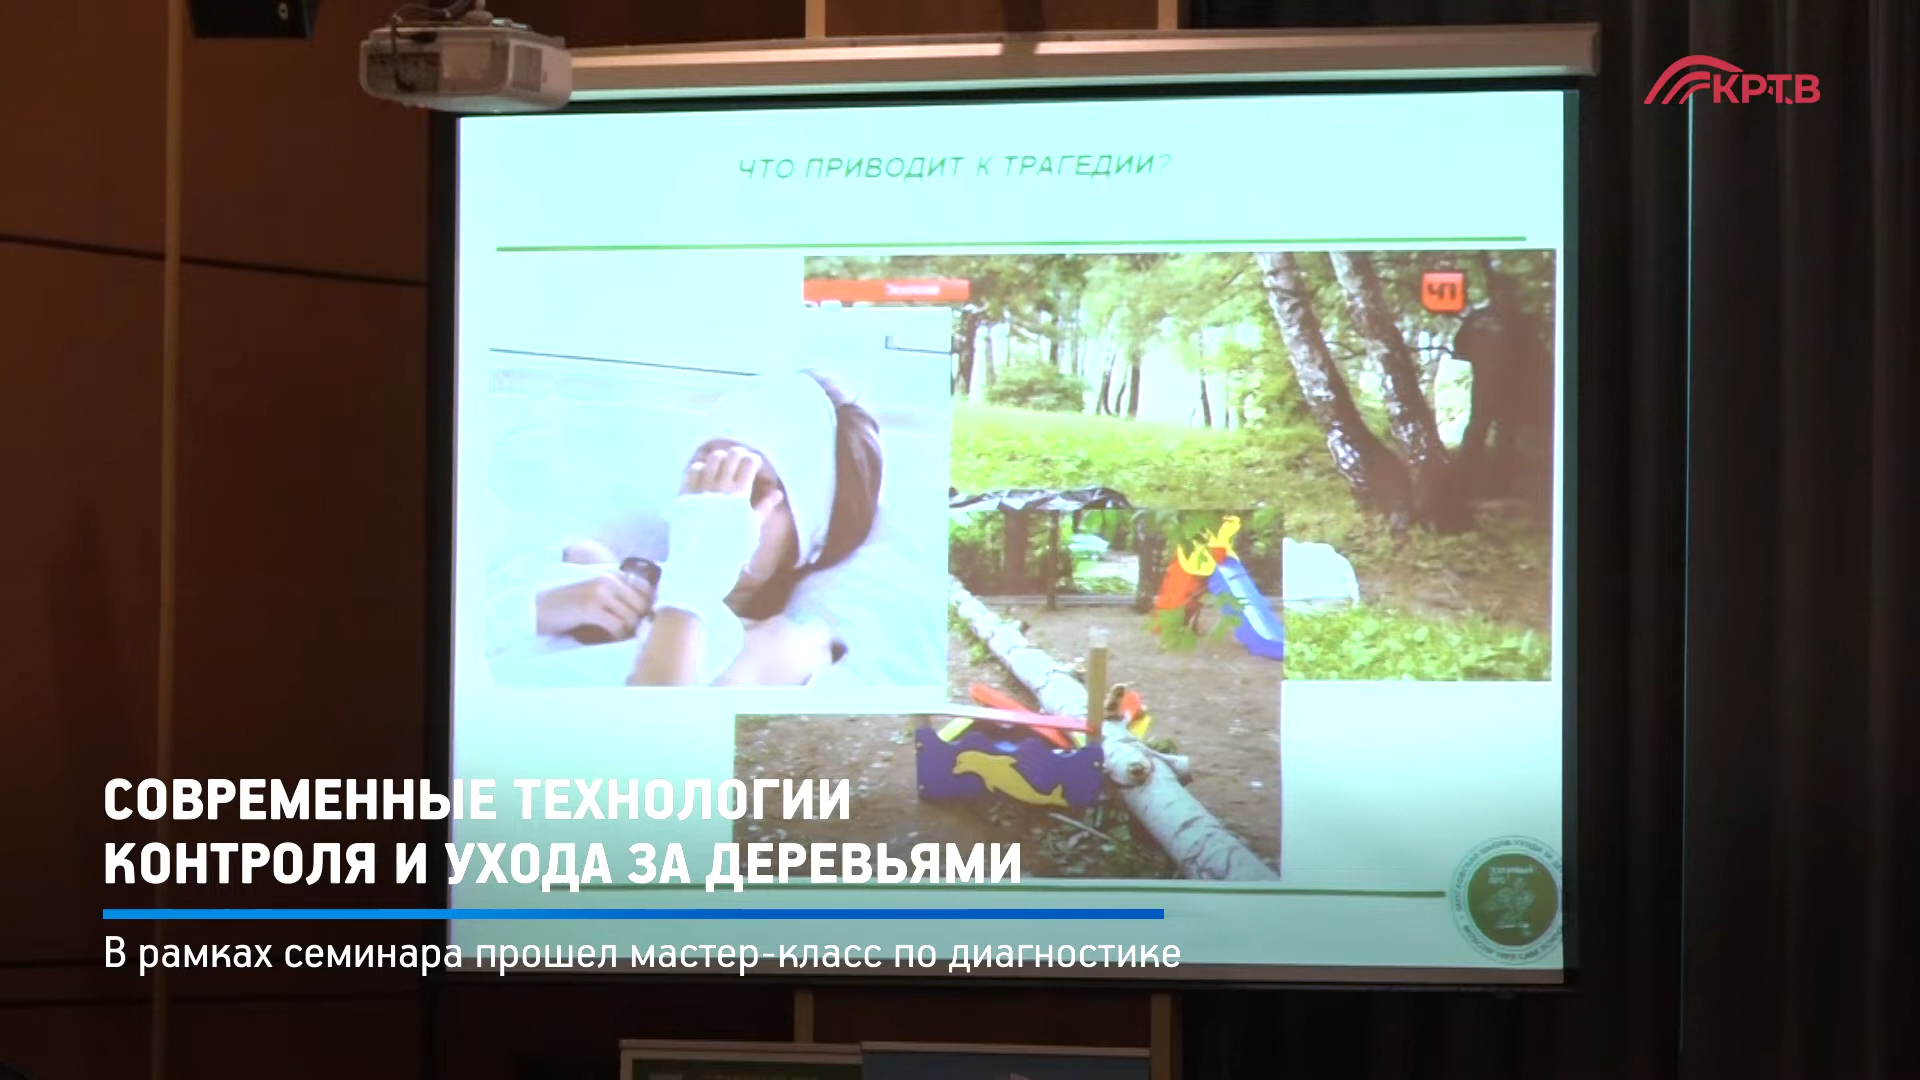 КРТВ
ЧТО ПРИВОДИТ К ТРАГЕДИИ?
ЧП
СОВРЕМЕННЫЕ ТЕХНОЛОГИИ
КОНТРОЛЯ И УХОДА ЗА ДЕРЕВЬЯМИ
В рамках семинара прошел мастер-класс по диагностике